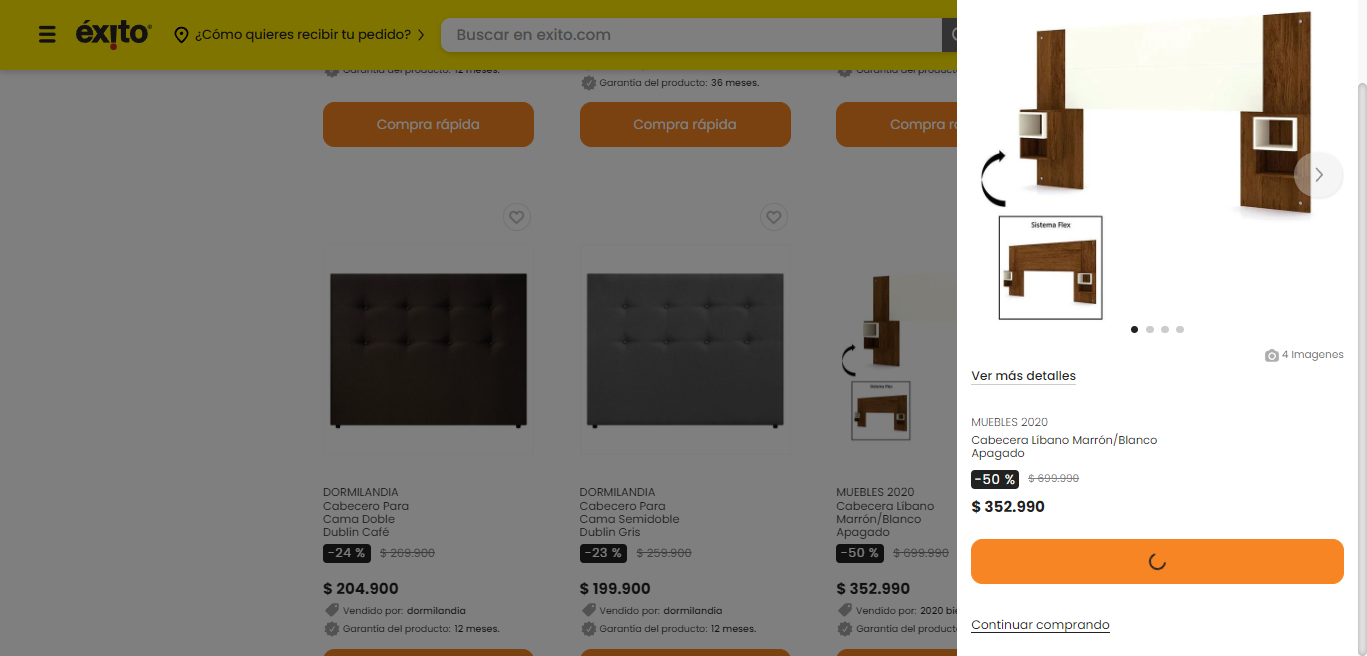 éxito
¿Cómo quieres recibir tu pedido?
Buscar en exito.com
Garantía del producto: 12 meses.
Garantía del producto: 36 meses.
Garantía del product
Compra rápida
Compra rápida
Compra r
DORMILANDIA
Cabecero Para
Cama Doble
Dublin Café
-24 % $ 269.900
$ 204.900
Vendido por: dormilandia
Garantía del producto: 12 meses.
DORMILANDIA
Cabecero Para
Cama Semidoble
Dublin Gris
-23 % $ 259.900
$ 199.900
Vendido por: dormilandia
Garantía del producto: 12 meses.
Sistema Flex
MUEBLES 2020
Cabecera Líbano
Marrón/Blanco
Apagado
-50 % $ 699.990
$ 352.990
Vendido por: 2020 bie
Garantía del product
Sistema Flex
4 Imagenes
Ver más detalles
MUEBLES 2020
Cabecera Líbano Marrón/Blanco
Apagado
-50 % $ 699.990
$ 352.990
Continuar comprando